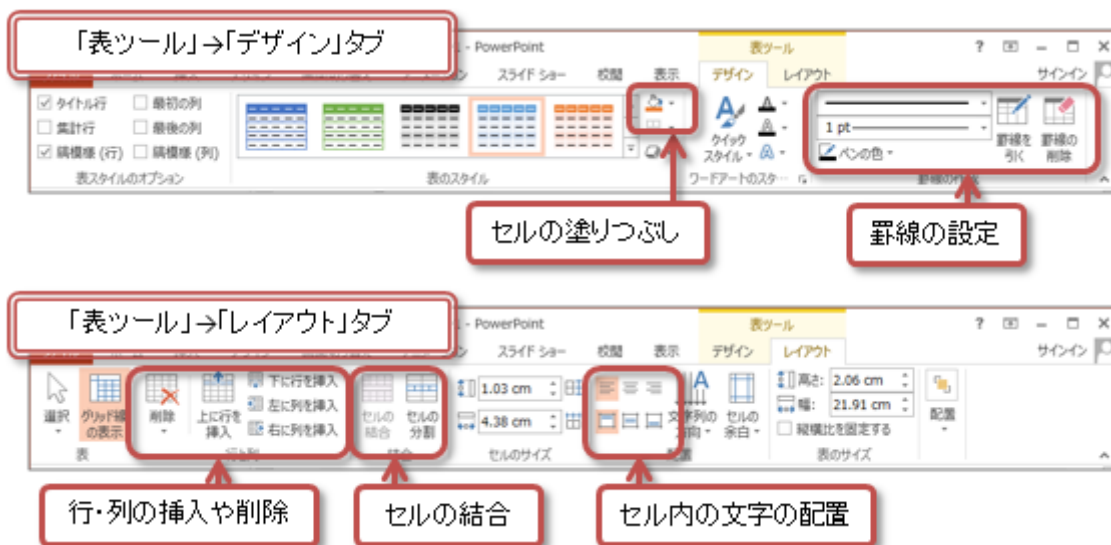 「表ツール」→「デザイン」タブ
- PowerPoint
表ツール
スライド ショー 校閲 表示 デザイン レイアウト サインイン
タイトル行 最初の列
集計行 最後の列
縞模様 (行) 縞模様 (列)
表スタイルのオプション
表のスタイル
クイック
スタイル
ワードアートのスタ…
1 pt
ペンの色
罫線を
引く
罫線の
削除
罫線の作成
セルの塗りつぶし
罫線の設定
「表ツール」→「レイアウト」タブ
- PowerPoint
表ツール
スライド ショー 校閲 表示 デザイン レイアウト サインイン
選択
グリッド線
の表示
表
削除
上に行を
挿入
下に行を挿入
左に列を挿入
右に列を挿入
行と列
セルの
結合
セルの
分割
結合
1.03 cm
4.38 cm
セルのサイズ
文字列の
方向
セルの
余白
配置
高さ: 2.06 cm
幅: 21.91 cm
縦横比を固定する
表のサイズ
配置
行・列の挿入や削除
セルの結合
セル内の文字の配置